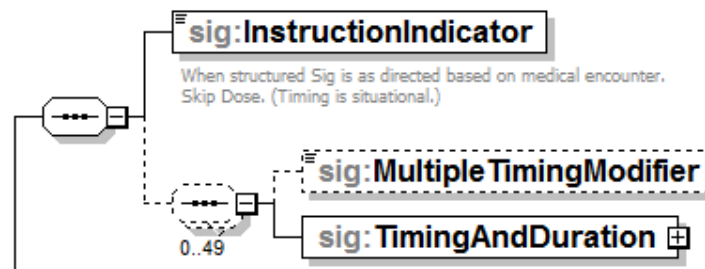 sig:InstructionIndicator
When structured Sig is as directed based on medical encounter.
Skip Dose. (Timing is situational.)
sig:MultipleTimingModifier
0..49
sig:TimingAndDuration